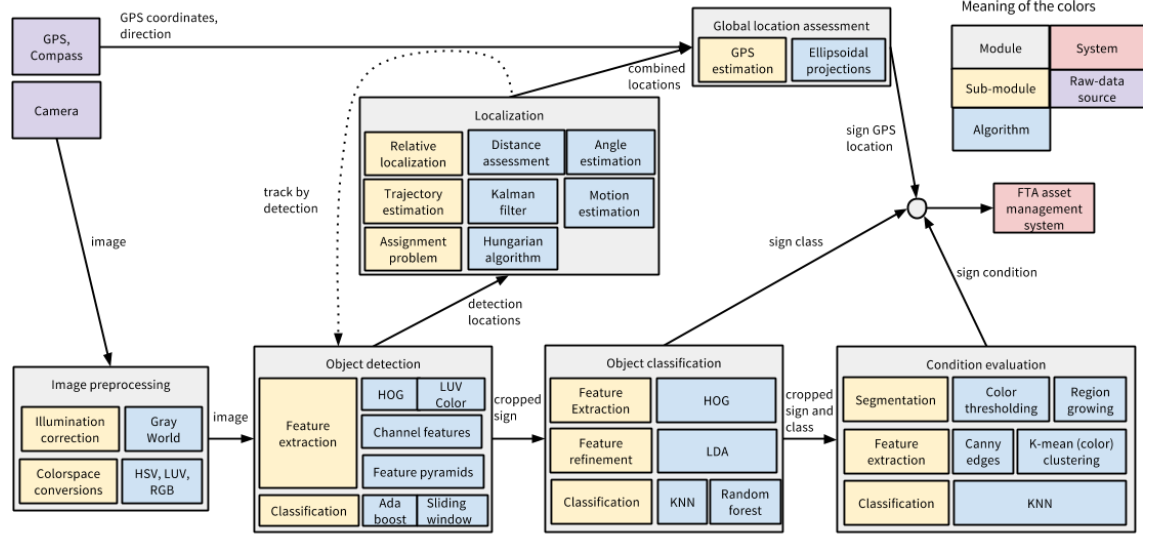 GPS coordinates,
direction
GPS,
Compass
Camera
Global location assessment
GPS
estimation
Ellipsoidal
projections
Meaning of the colors
Module
System
Sub-module
Raw-data
source
Algorithm
combined
locations
Localization
Relative
localization
Distance
assessment
Angle
estimation
Trajectory
estimation
Kalman
filter
Motion
estimation
Assignment
problem
Hungarian
algorithm
track by
detection
sign GPS
location
FTA asset
management
system
image
sign class
sign condition
detection
locations
Image preprocessing
Illumination
correction
Gray
World
Colorspace
conversions
HSV, LUV,
RGB
image
Object detection
Feature
extraction
HOG
LUV
Color
Channel features
Feature pyramids
Classification
Ada
boost
Sliding
window
cropped
sign
Object classification
Feature
Extraction
HOG
Feature
refinement
LDA
Classification
KNN
Random
forest
cropped
sign and
class
Condition evaluation
Segmentation
Color
thresholding
Region
growing
Feature
extraction
Canny
edges
K-mean (color)
clustering
Classification
KNN